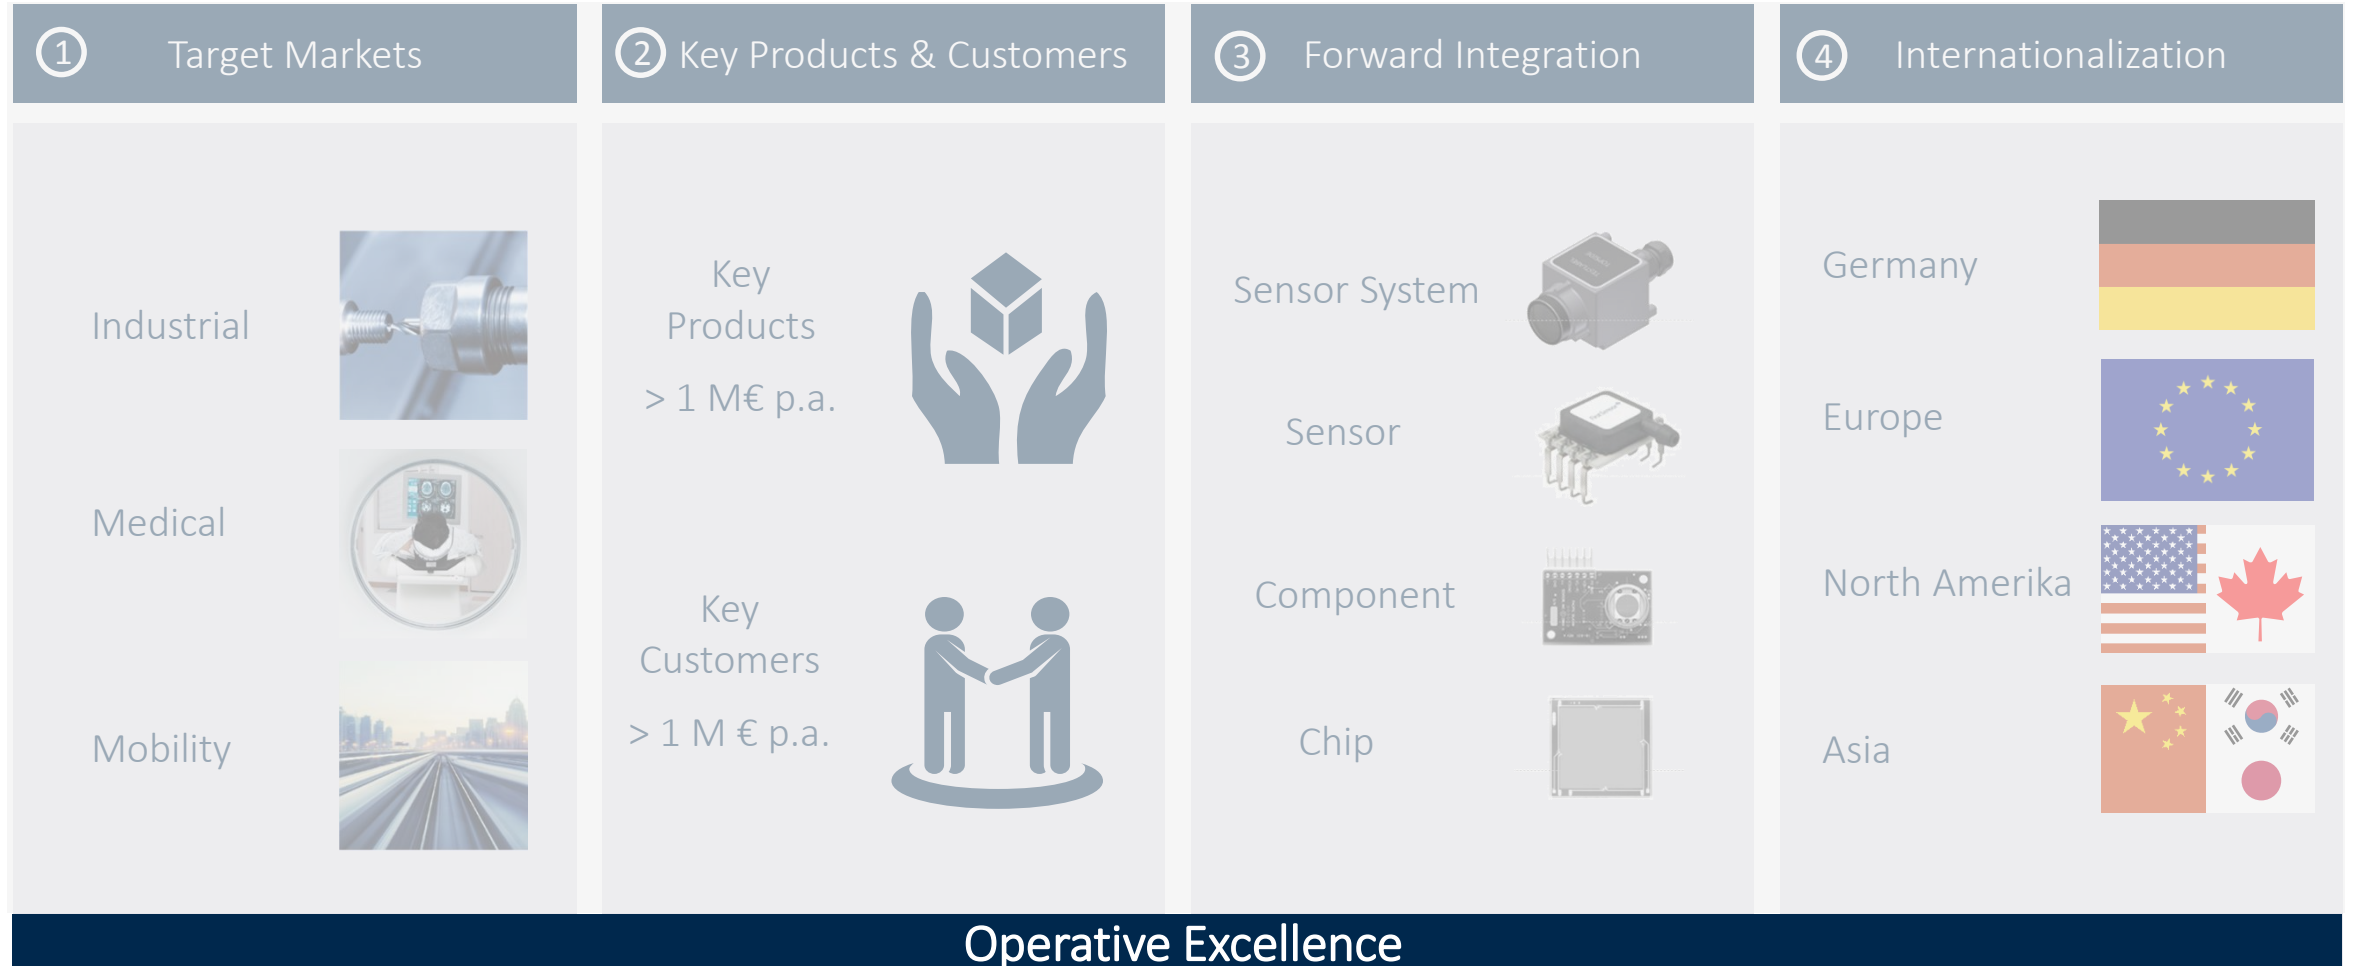 1 Target Markets
Industrial
Medical
Mobility
2 Key Products & Customers
Key
Products
> 1 M€ p.a.
Key
Customers
> 1 M € p.a.
3 Forward Integration
Sensor System
Sensor
Component
Chip
4 Internationalization
Germany
Europe
North Amerika
Asia
Operative Excellence